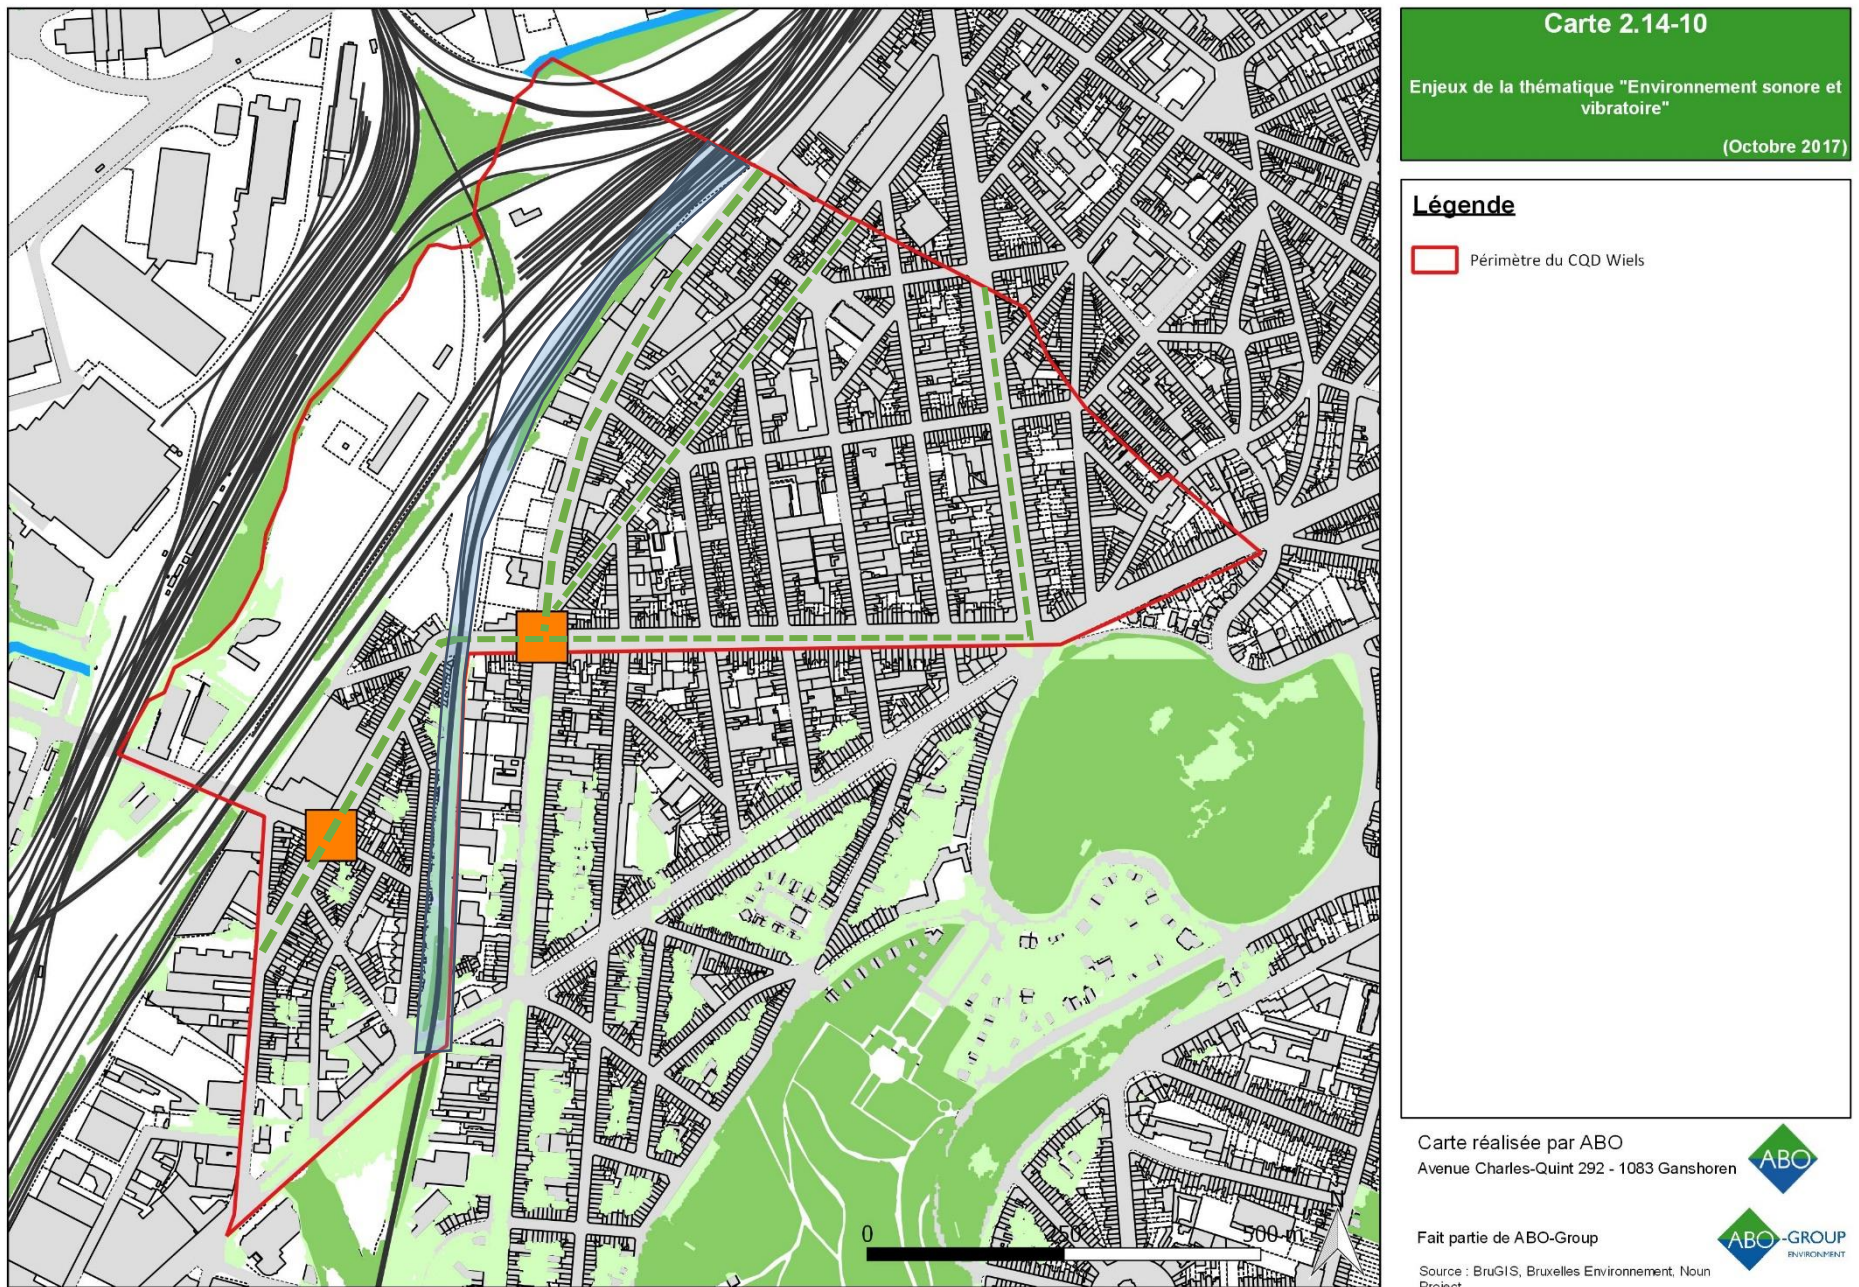 Carte 2.14-10
Enjeux de la thématique "Environnement sonore et
vibratoire"
(Octobre 2017)
Légende
Périmètre du CQD Wiels
0 250 500 m
Carte réalisée par ABO
Avenue Charles-Quint 292 - 1083 Ganshoren
ABO
Fait partie de ABO-Group
ABO-GROUP
ENVIRONMENT
Source : BruGIS, Bruxelles Environnement, Noun
Project